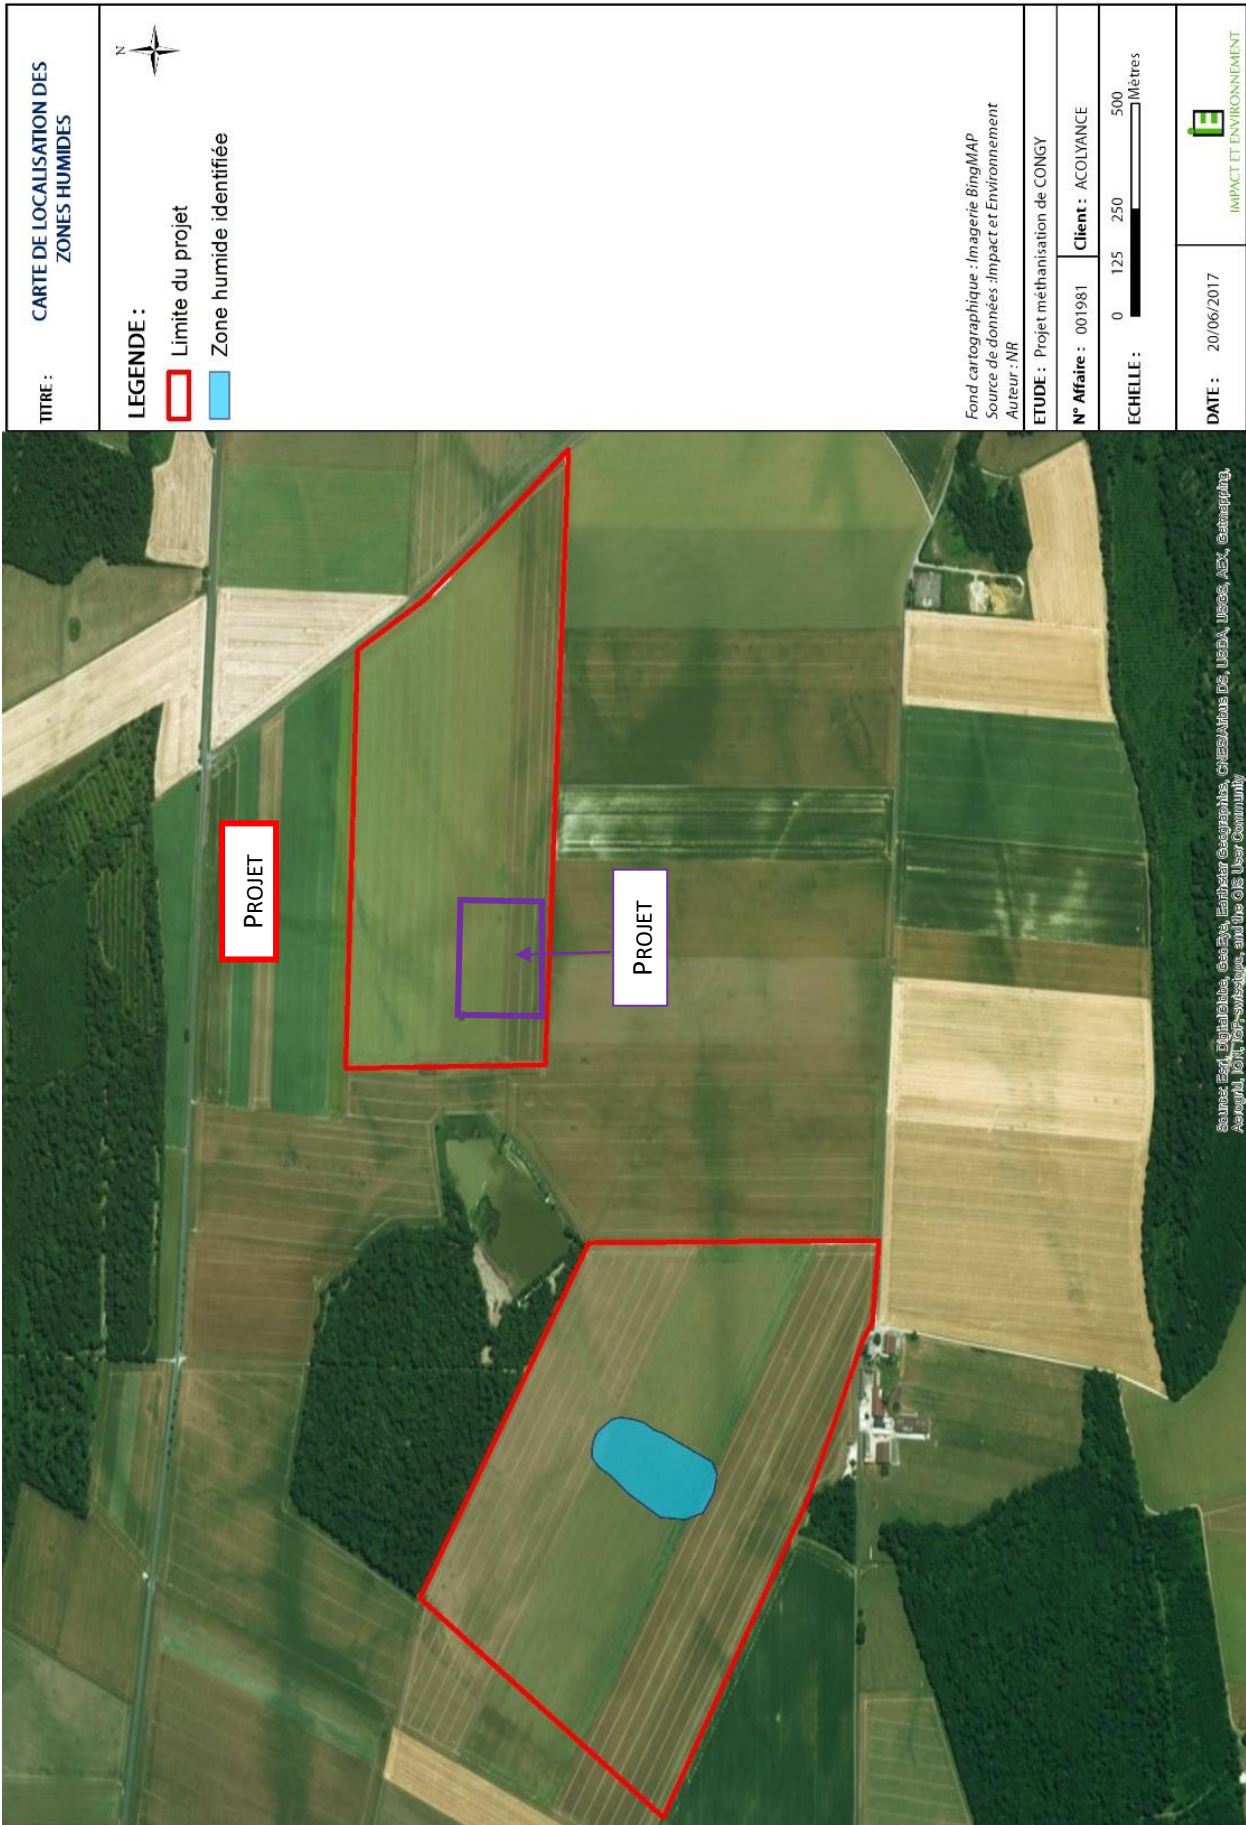 TITRE :
CARTE DE LOCALISATION DES
ZONES HUMIDES
N
LEGENDE :
Limite du projet
Zone humide identifiée
Fond cartographique : Imagerie BingMAP
Source de données :Impact et Environnement
Auteur : NR
ETUDE : Projet méthanisation de CONGY
N° Affaire : 001981
Client : ACOLYANCE
ECHELLE :
0 125 250 500
Mètres
DATE : 20/06/2017
IE
IMPACT ET ENVIRONNEMENT
PROJET
PROJET
Source: Esri, DigitalGlobe, GeoEye, Earthstar Geographics, CNES/Airbus DS, USDA, USGS, AEX, Getmapping,
Aerogrid, IGN, IGP, swisstopo, and the GIS User Community